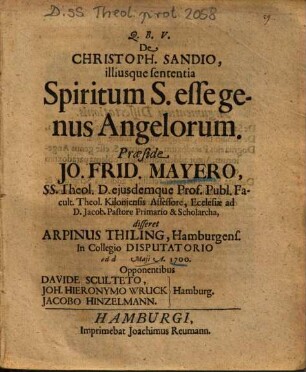 D. SS Theol. prot. 2058
Q. B. V.
De
CHRISTOPH. SANDIO,
illiusque sententia
Spiritum S. esse ge-
nus Angelorum.
Præside
JO. FRID. MAYERO,
SS. Theol. D. ejusdemque Prof. Publ. Fa-
cult. Theol. Kiloniensis Assessore, Ecclesiæ ad
D. Jacob. Pastore Primario & Scholarcha,
disseret
ARPINUS THILING, Hamburgens.
In Collegio DISPUTATORIO
ad d Maji A. 1700.
Opponentibus
DAVIDE SCULTETO,
JOH. HIERONYMO WRUCK Hamburg.
JACOBO HINZELMANN.
HAMBURGI,
Imprimebat Joachimus Reumann.